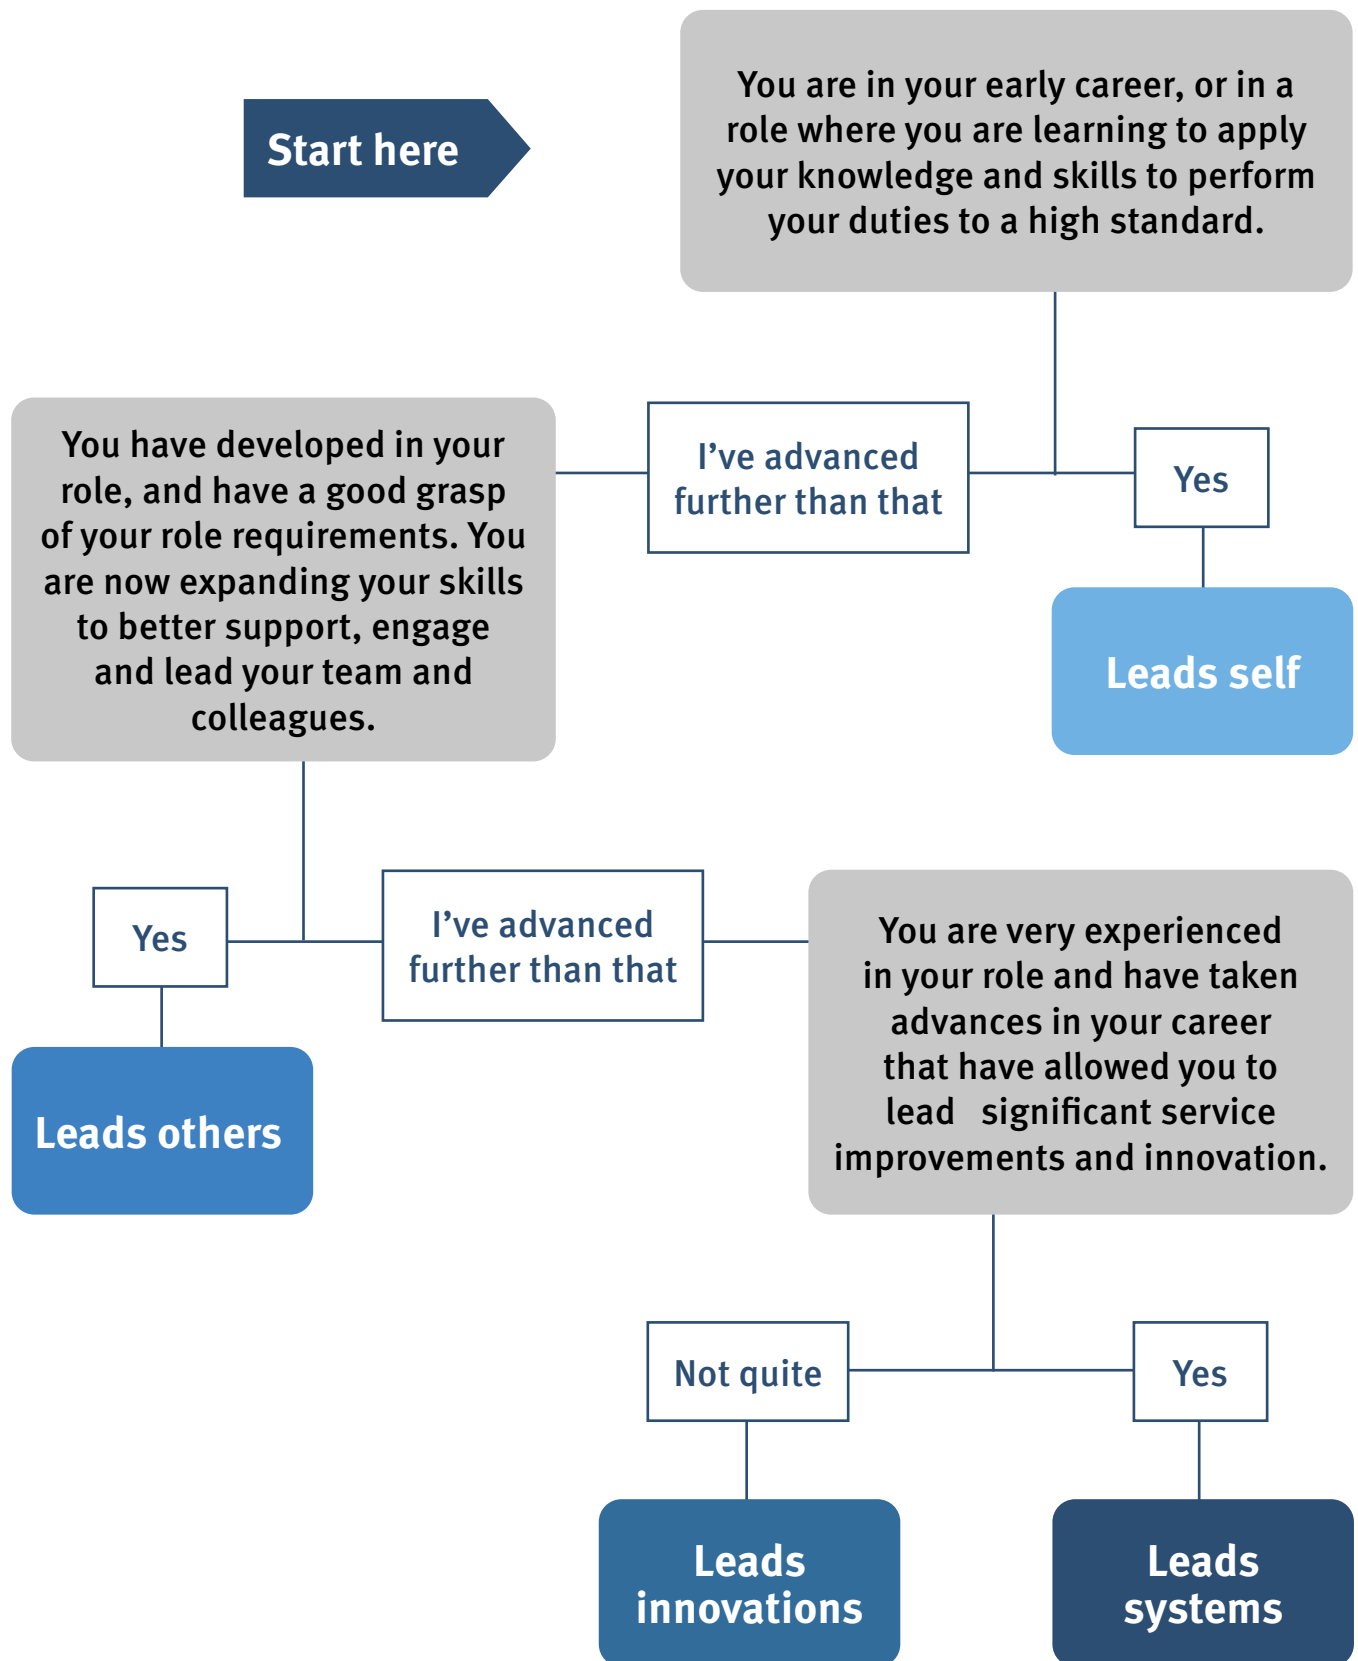 Start here
You are in your early career, or in a
role where you are learning to apply
your knowledge and skills to perform
your duties to a high standard.
I’ve advanced
further than that
Yes
Leads self
You have developed in your
role, and have a good grasp
of your role requirements. You
are now expanding your skills
to better support, engage
and lead your team and
colleagues.
Yes
I’ve advanced
further than that
Leads others
You are very experienced
in your role and have taken
advances in your career
that have allowed you to
lead significant service
improvements and innovation.
Not quite
Yes
Leads
innovations
Leads
systems